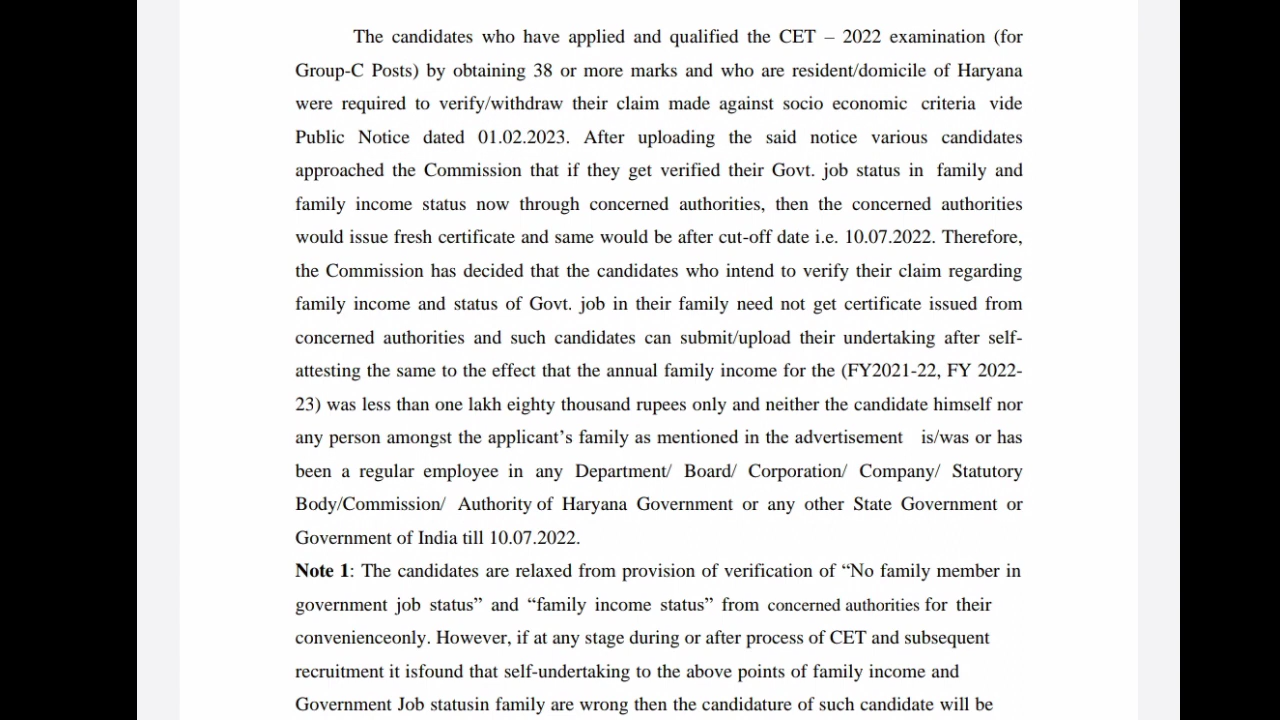 The candidates who have applied and qualified the CET – 2022 examination (for
Group-C Posts) by obtaining 38 or more marks and who are resident/domicile of Haryana
were required to verify/withdraw their claim made against socio economic criteria vide
Public Notice dated 01.02.2023. After uploading the said notice various candidates
approached the Commission that if they get verified their Govt. job status in family and
family income status now through concerned authorities, then the concerned authorities
would issue fresh certificate and same would be after cut-off date i.e. 10.07.2022. Therefore,
the Commission has decided that the candidates who intend to verify their claim regarding
family income and status of Govt. job in their family need not get certificate issued from
concerned authorities and such candidates can submit/upload their undertaking after self-
attesting the same to the effect that the annual family income for the (FY2021-22, FY 2022-
23) was less than one lakh eighty thousand rupees only and neither the candidate himself nor
any person amongst the applicant’s family as mentioned in the advertisement is/was or has
been a regular employee in any Department/ Board/ Corporation/ Company/ Statutory
Body/Commission/ Authority of Haryana Government or any other State Government or
Government of India till 10.07.2022.
Note 1: The candidates are relaxed from provision of verification of “No family member in
government job status” and “family income status” from concerned authorities for their
convenienceonly. However, if at any stage during or after process of CET and subsequent
recruitment it isfound that self-undertaking to the above points of family income and
Government Job statusin family are wrong then the candidature of such candidate will be